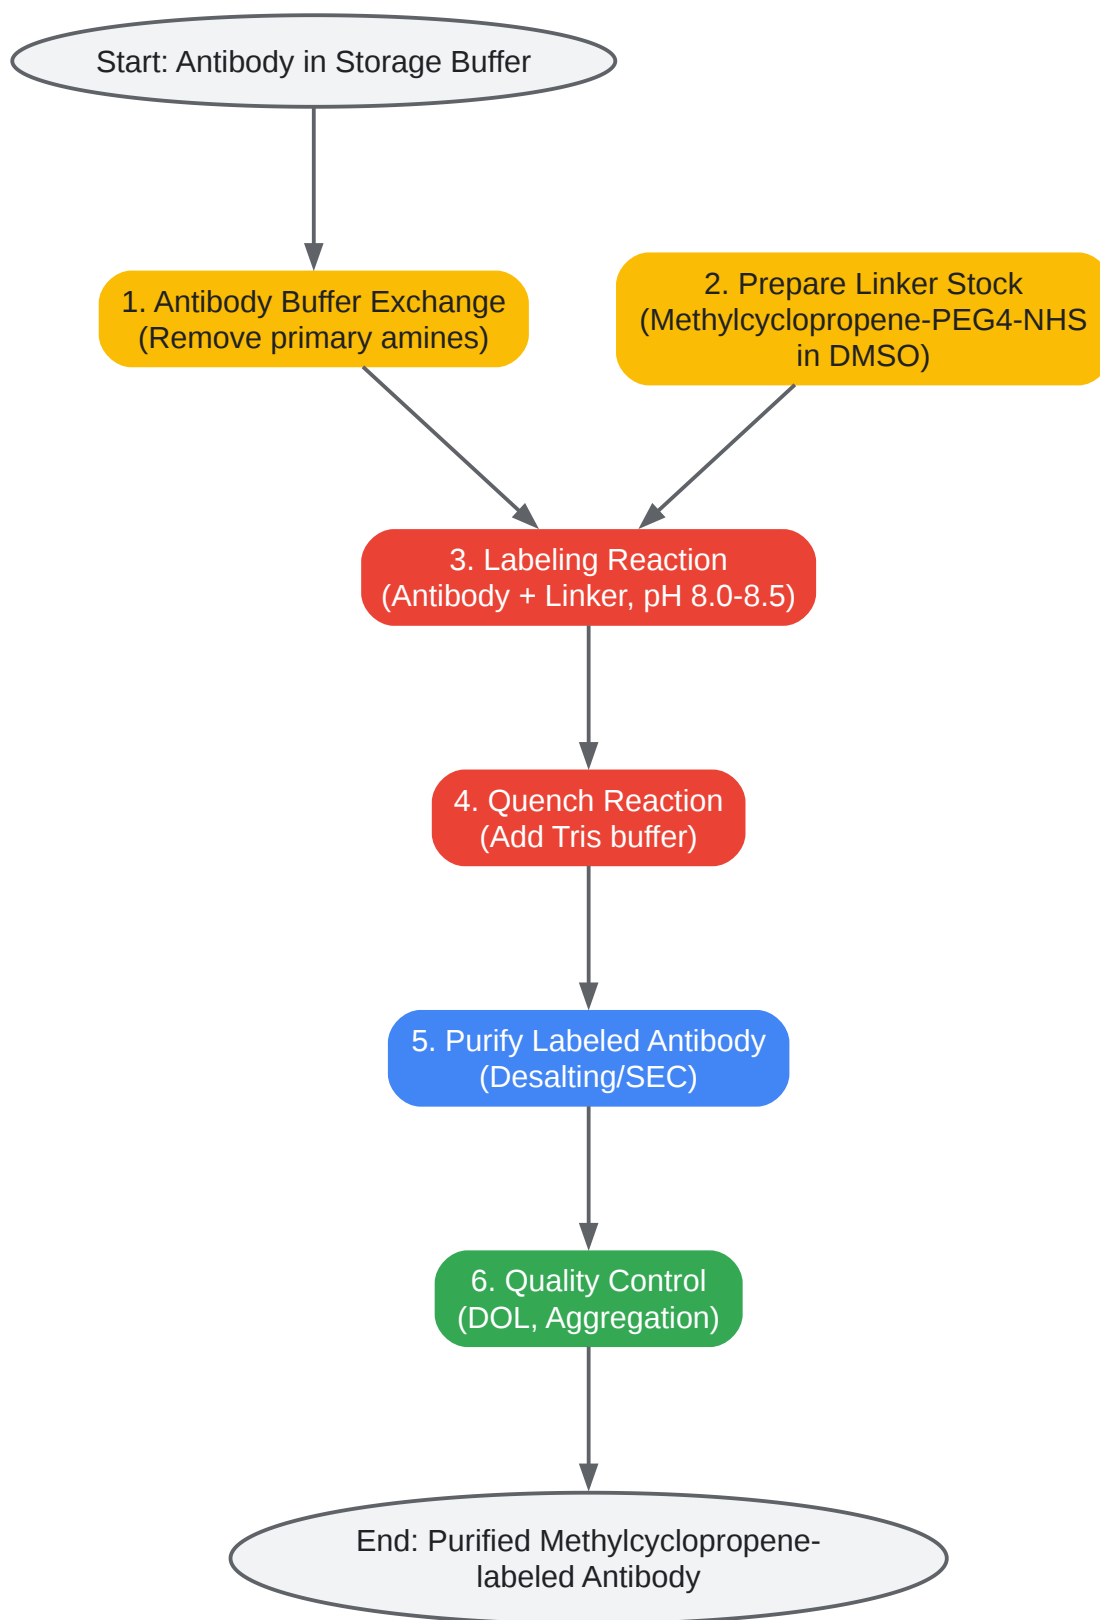 Start: Antibody in Storage Buffer
1. Antibody Buffer Exchange
(Remove primary amines)
2. Prepare Linker Stock
(Methylcyclopropene-PEG4-NHS
in DMSO)
3. Labeling Reaction
(Antibody + Linker, pH 8.0-8.5)
4. Quench Reaction
(Add Tris buffer)
5. Purify Labeled Antibody
(Desalting/SEC)
6. Quality Control
(DOL, Aggregation)
End: Purified Methylcyclopropene-
labeled Antibody